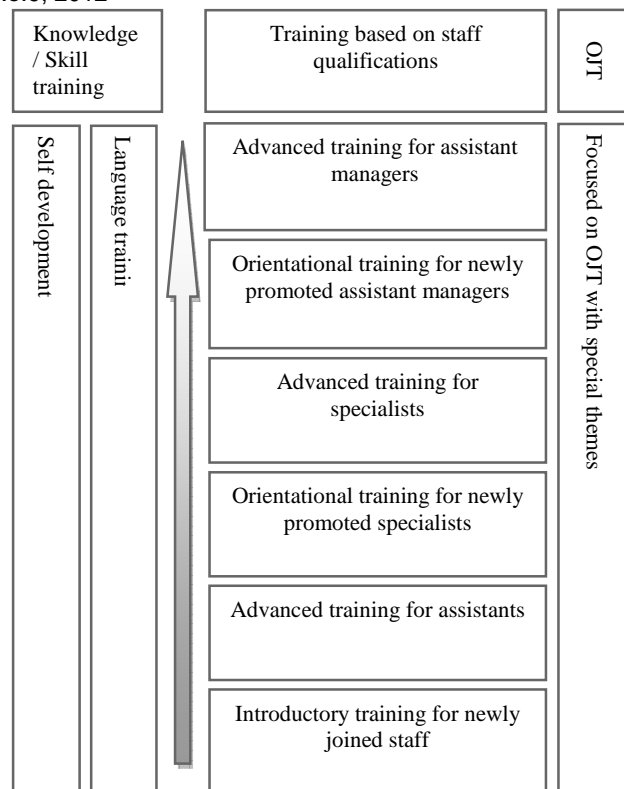 Knowledge
/ Skill
training
Training based on staff
qualifications
OJT
Self development
Language trainii
Advanced training for assistant
managers
Orientational training for newly
promoted assistant managers
Advanced training for
specialists
Orientational training for newly
promoted specialists
Advanced training for assistants
Introductory training for newly
joined staff
Focused on OJT with special themes